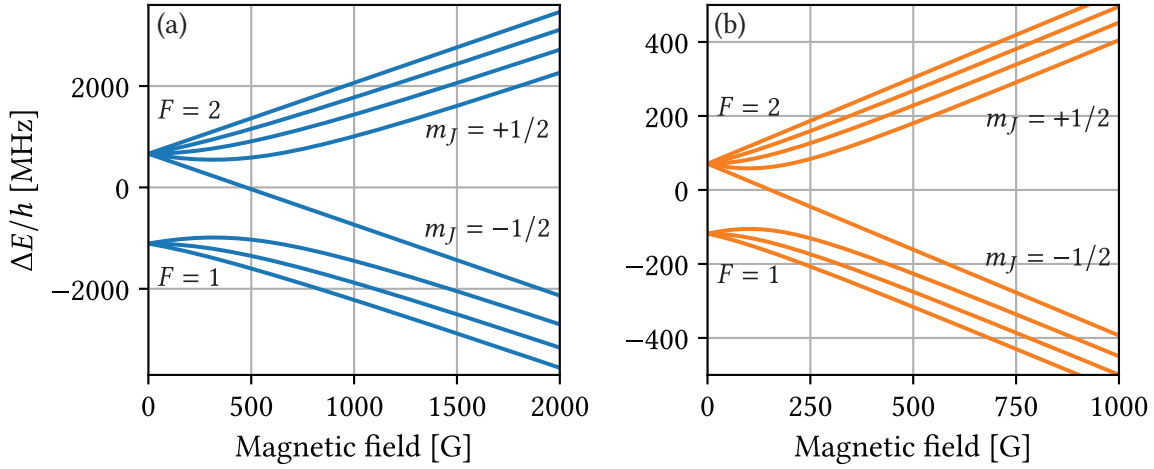 (a)
ΔE/h [MHz]
2000
0
−2000
F = 2
m_J = +1/2
m_J = −1/2
F = 1
0 500 1000 1500 2000
Magnetic field [G]
(b)
400
200
0
−200
−400
F = 2
m_J = +1/2
m_J = −1/2
F = 1
0 250 500 750 1000
Magnetic field [G]